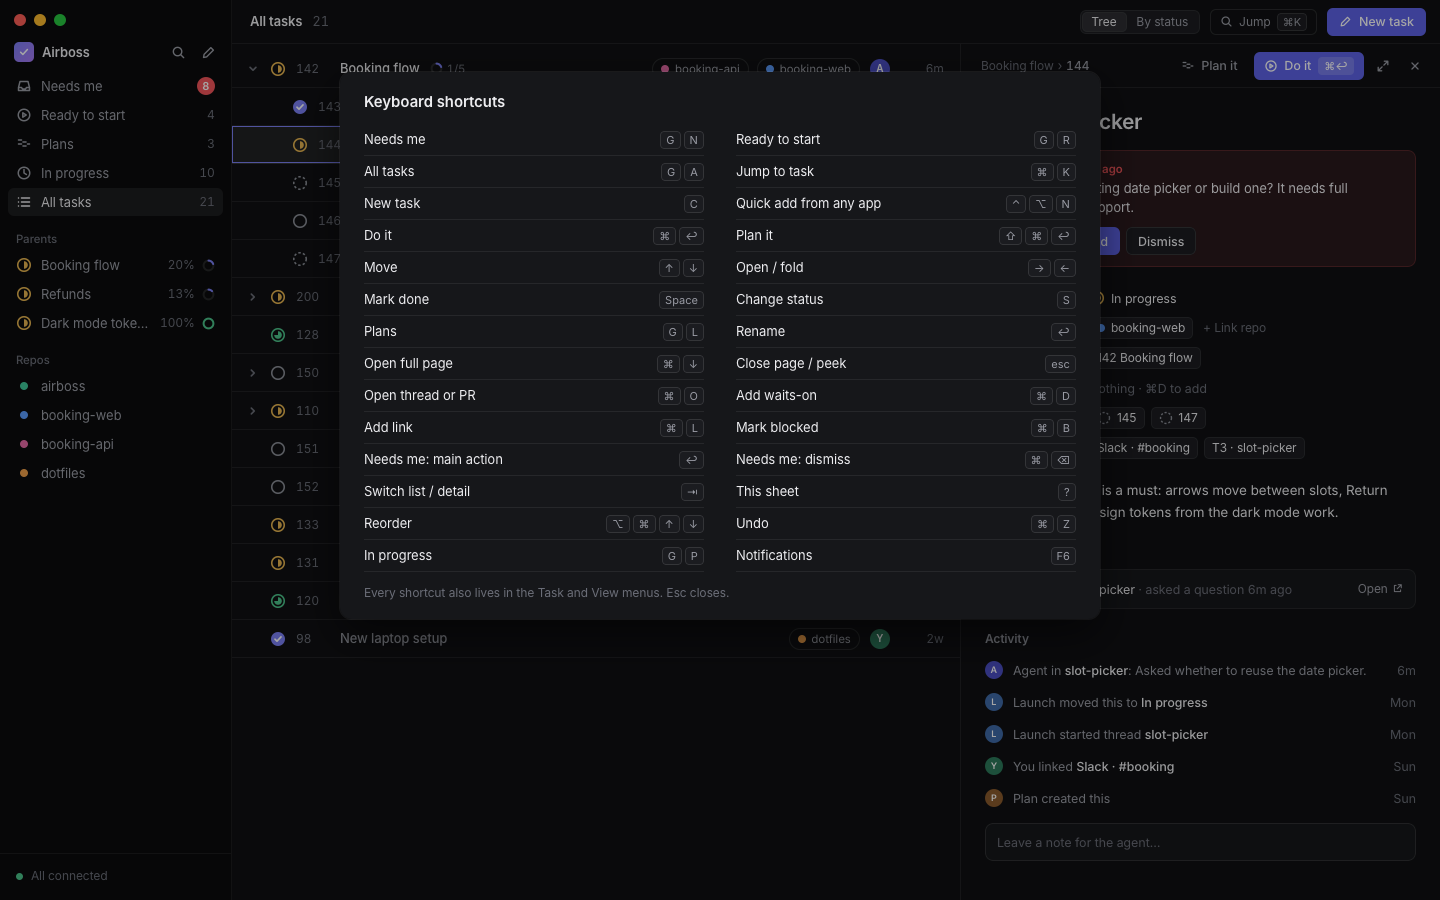 All tasks 21
Tree
By status
Jump ⌘K
New task
Airboss
Needs me 8
Ready to start 4
Plans 3
In progress 10
All tasks 21
Parents
Booking flow 20%
Refunds 13%
Dark mode toke... 100%
Repos
airboss
booking-web
booking-api
dotfiles
All connected
142 Booking flow 1/5 booking-api booking-web A 6m
143
144
145
146
147
200
128
150
110
151
152
133
131
120
98 New laptop setup dotfiles Y 2w
Keyboard shortcuts
Needs me G N
Ready to start G R
All tasks G A
Jump to task ⌘ K
New task C
Quick add from any app ^ ⌥ N
Do it ⌘ ↩
Plan it ⇧ ⌘ ↩
Move ↑ ↓
Open / fold → ←
Mark done Space
Change status S
Plans G L
Rename ↩
Open full page ⌘ ↓
Close page / peek esc
Open thread or PR ⌘ O
Add waits-on ⌘ D
Add link ⌘ L
Mark blocked ⌘ B
Needs me: main action ↩
Needs me: dismiss ⌘ ⌫
Switch list / detail ⇥
This sheet ?
Reorder ⌥ ⌘ ↑ ↓
Undo ⌘ Z
In progress G P
Notifications F6
Every shortcut also lives in the Task and View menus. Esc closes.
Booking flow › 144
Plan it
Do it ⌘↩
cker
ago
ting date picker or build one? It needs full
pport.
d
Dismiss
In progress
booking-web + Link repo
142 Booking flow
othing · ⌘D to add
145 147
Slack · #booking T3 · slot-picker
is a must: arrows move between slots, Return
sign tokens from the dark mode work.
picker · asked a question 6m ago Open
Activity
A Agent in slot-picker: Asked whether to reuse the date picker. 6m
L Launch moved this to In progress Mon
L Launch started thread slot-picker Mon
Y You linked Slack · #booking Sun
P Plan created this Sun
Leave a note for the agent...